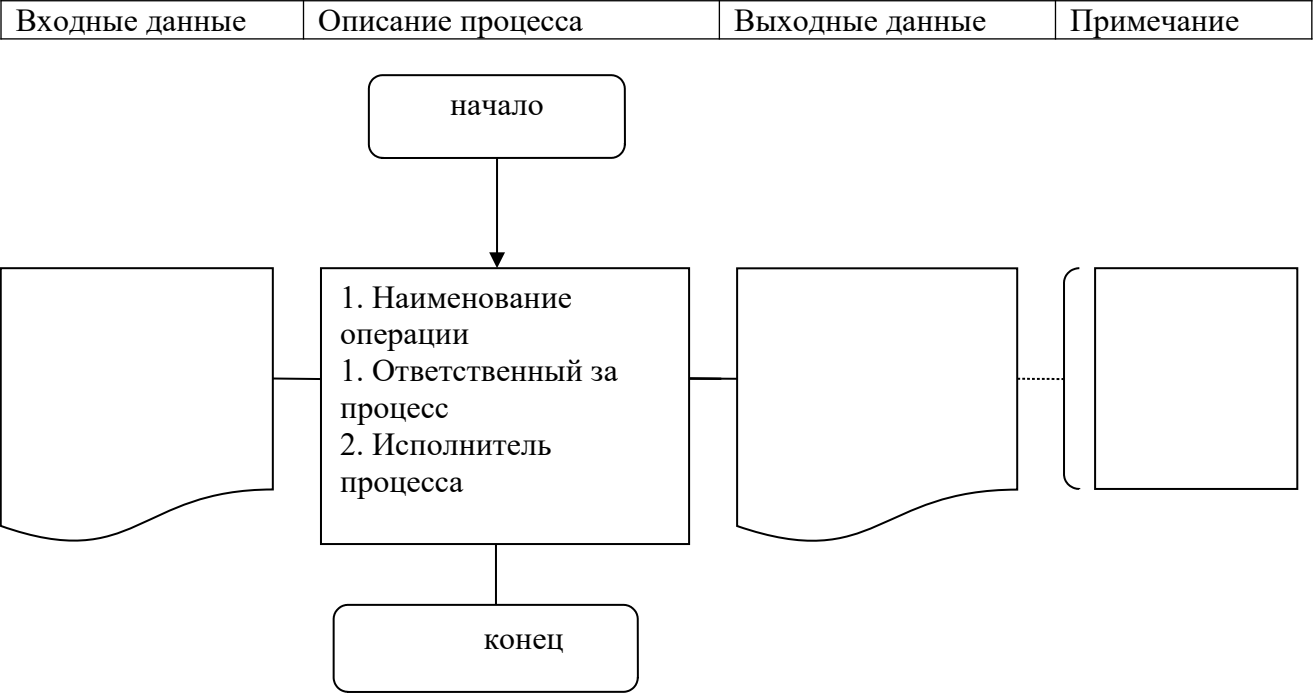 Входные данные Описание процесса Выходные данные Примечание
начало
1. Наименование
операции
1. Ответственный за
процесс
2. Исполнитель
процесса
конец